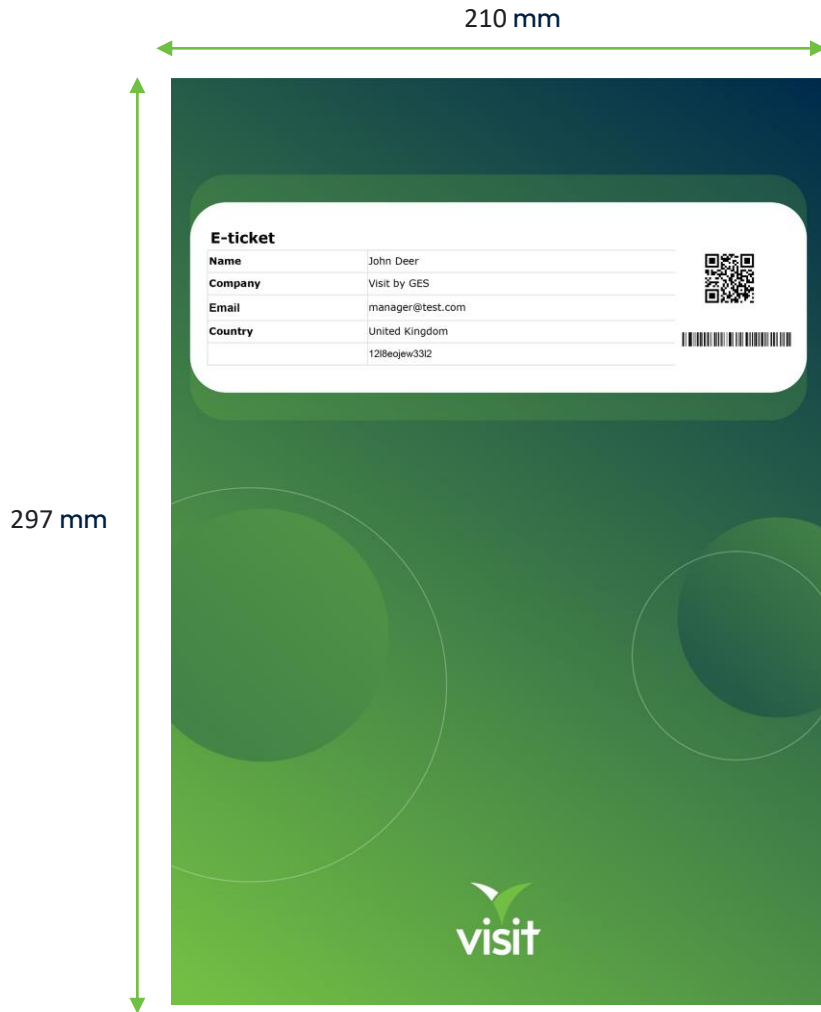 210 mm
297 mm
E-ticket
Name John Deer
Company Visit by GES
Email manager@test.com
Country United Kingdom
12l8eojew33l2
visit